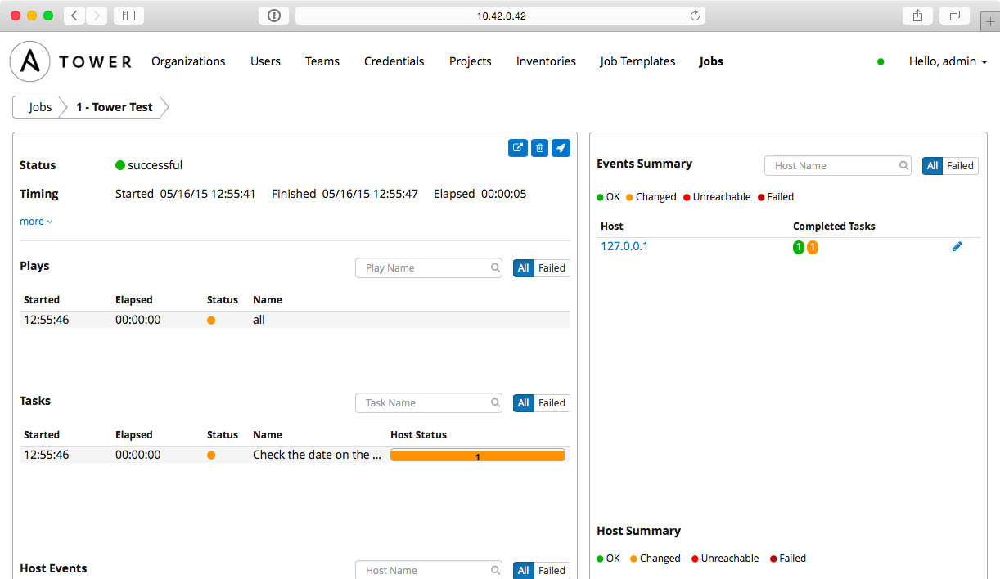 10.42.0.42
TOWER Organizations Users Teams Credentials Projects Inventories Job Templates Jobs Hello, admin
Jobs 1 - Tower Test
Status successful
Timing Started 05/16/15 12:55:41 Finished 05/16/15 12:55:47 Elapsed 00:00:05
more
Plays Play Name All Failed
Started Elapsed Status Name
12:55:46 00:00:00 all
Tasks Task Name All Failed
Started Elapsed Status Name Host Status
12:55:46 00:00:00 Check the date on the ... 1
Host Events Host Name All Failed
Events Summary Host Name All Failed
OK Changed Unreachable Failed
Host Completed Tasks
127.0.0.1 1 1
Host Summary
OK Changed Unreachable Failed